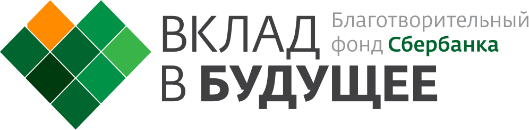 ВКЛАД
В БУДУЩЕЕ
Благотворительный
фонд Сбербанка